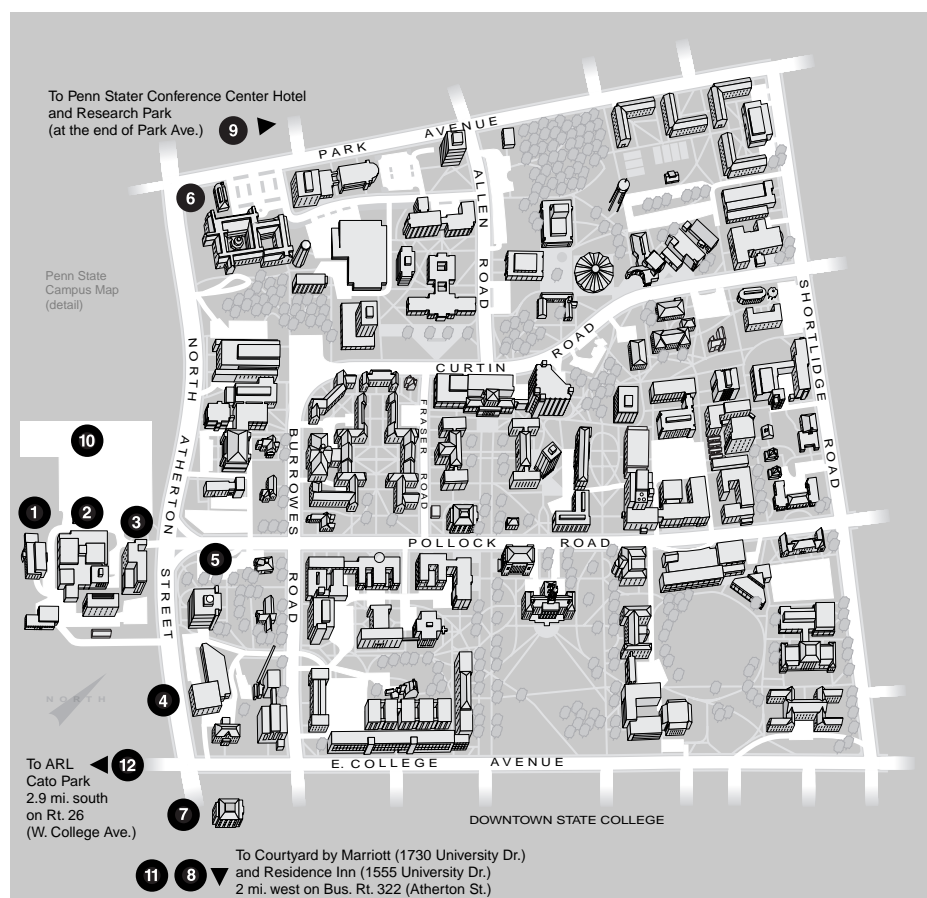 To Penn Stater Conference Center Hotel
and Research Park
(at the end of Park Ave.) 9
PARK AVENUE
6
ALLEN ROAD
Penn State
Campus Map
(detail)
SHORTLIDGE ROAD
CURTIN ROAD
NORTH ATHERTON STREET
FRASER ROAD
BURROWES ROAD
10
1
2
3
POLLOCK ROAD
5
NORTH
4
To ARL 12
Cato Park
2.9 mi. south
on Rt. 26
(W. College Ave.)
E. COLLEGE AVENUE
7
DOWNTOWN STATE COLLEGE
11 8 To Courtyard by Marriott (1730 University Dr.)
and Residence Inn (1555 University Dr.)
2 mi. west on Bus. Rt. 322 (Atherton St.)